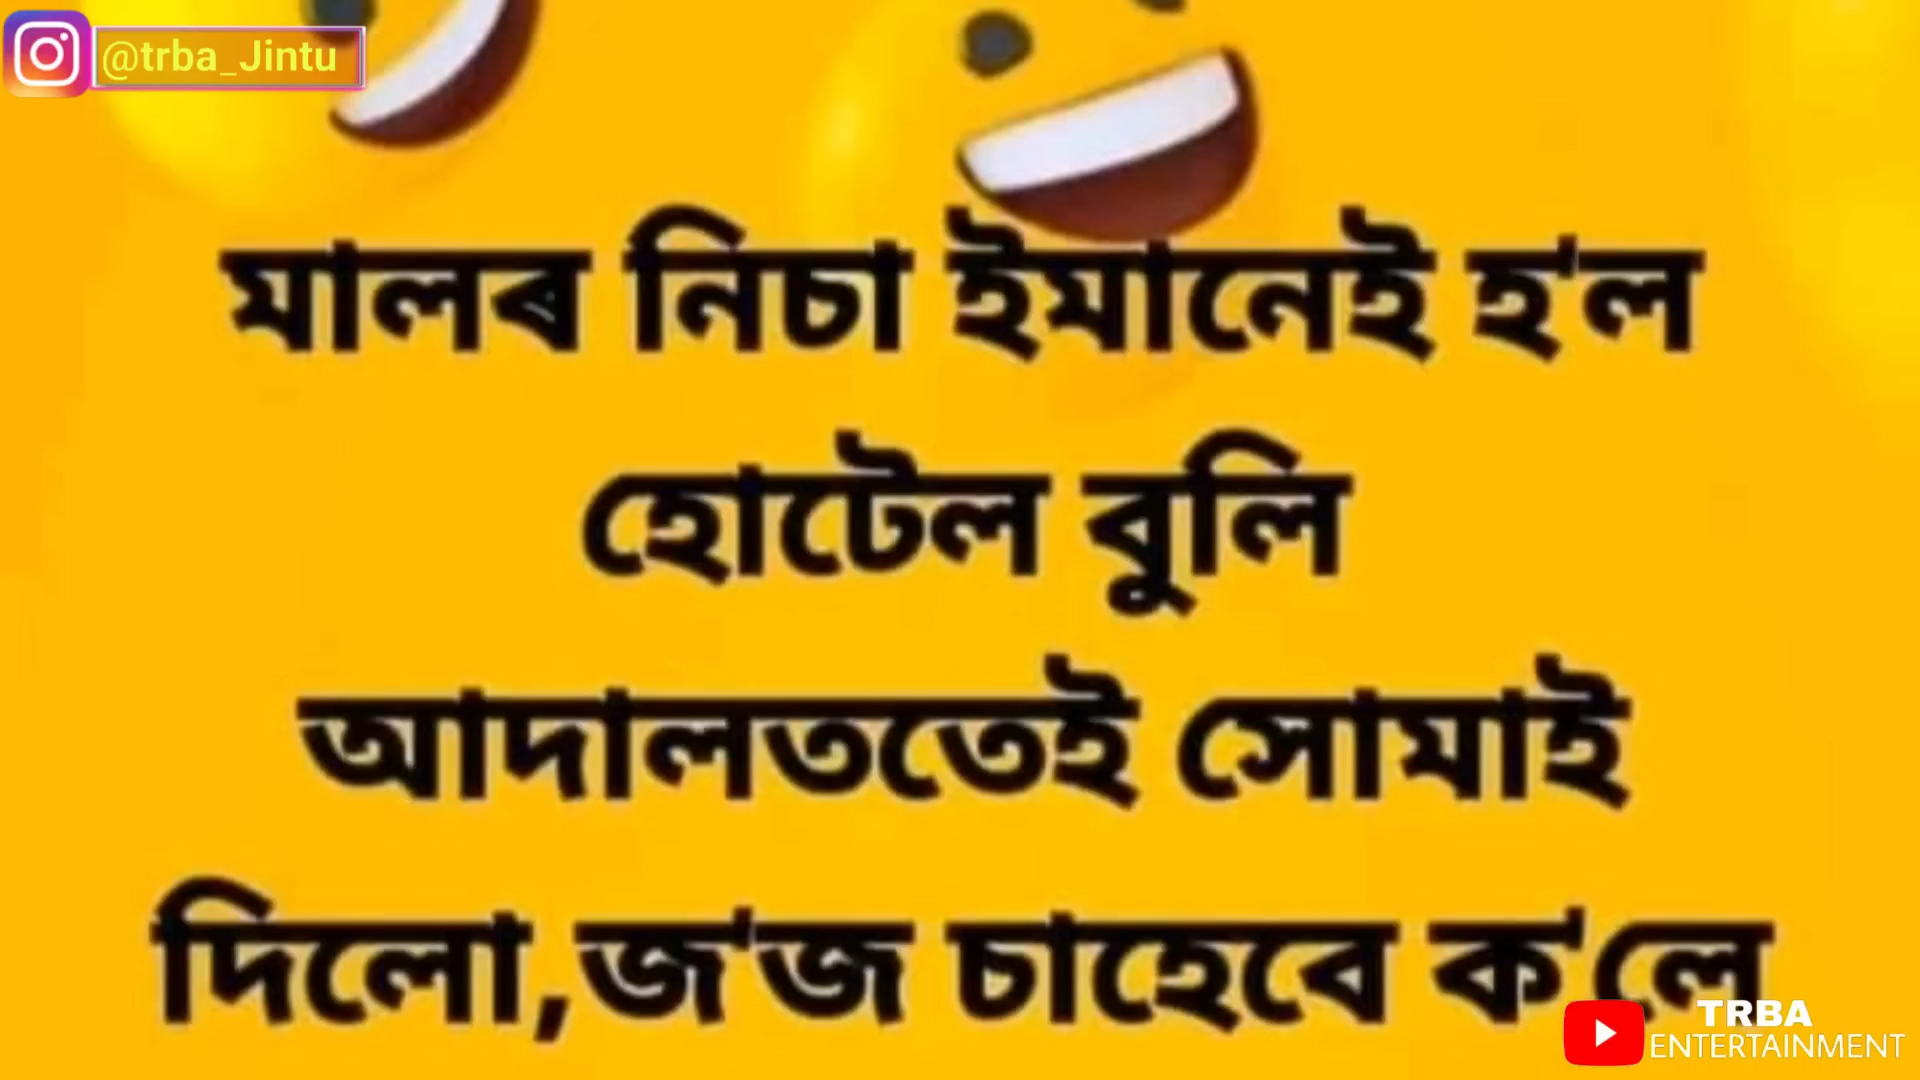 @trba_Jintu
মালৰ নিচা ইমানেই হ'ল
হোটেল বুলি
আদালততেই সোমাই
দিলো,জ'জ চাহেবে ক'লে
TRBA
ENTERTAINMENT